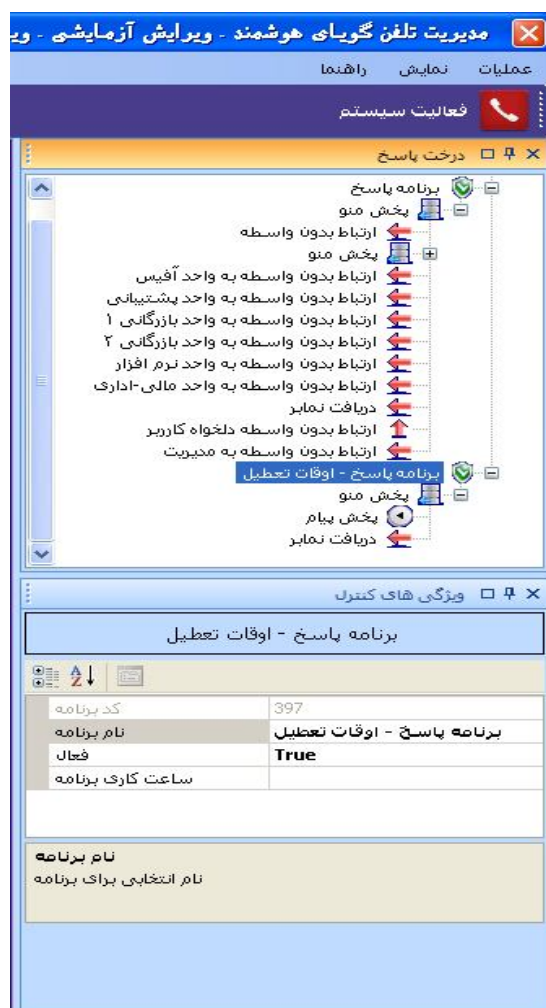 مدیریت تلفن گویای هوشمند . ویرایش آزمایشی . وی
عملیات نمایش راهنما
فعالیت سیستم
درخت پاسخ
برنامه پاسخ
پخش منو
ارتباط بدون واسطه
پخش منو
ارتباط بدون واسطه به واحد آفیس
ارتباط بدون واسطه به واحد پشتیبانی
ارتباط بدون واسطه به واحد بازرگانی ۱
ارتباط بدون واسطه به واحد بازرگانی ۲
ارتباط بدون واسطه به واحد نرم افزار
ارتباط بدون واسطه به واحد مالی-اداری
دریافت نمابر
ارتباط بدون واسطه دلخواه کاربر
ارتباط بدون واسطه به مدیریت
برنامه پاسخ - اوقات تعطیل
پخش منو
پخش پیام
دریافت نمابر
ویژگی های کنترل
برنامه پاسخ - اوقات تعطیل
کد برنامه 397
نام برنامه برنامه پاسخ - اوقات تعطیل
فعال True
ساعت کاری برنامه
نام برنامه
نام انتخابی برای برنامه